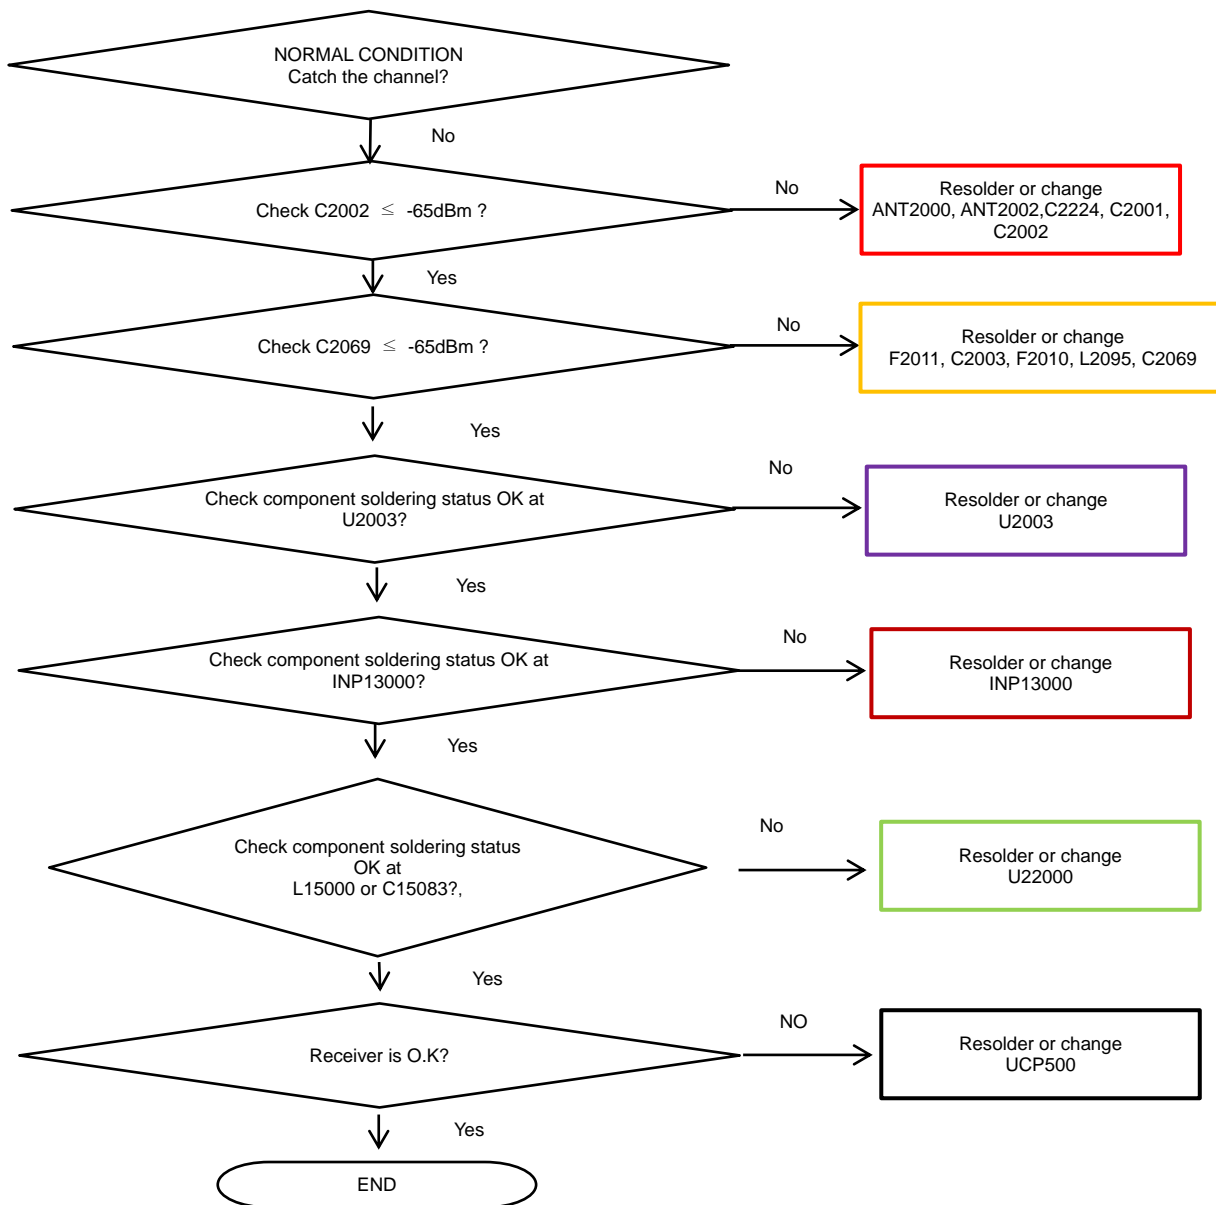 NORMAL CONDITION
Catch the channel?
No
Check C2002 ≤ -65dBm ?
No
Resolder or change
ANT2000, ANT2002,C2224, C2001,
C2002
Yes
Check C2069 ≤ -65dBm ?
No
Resolder or change
F2011, C2003, F2010, L2095, C2069
Yes
Check component soldering status OK at
U2003?
No
Resolder or change
U2003
Yes
Check component soldering status OK at
INP13000?
No
Resolder or change
INP13000
Yes
Check component soldering status
OK at
L15000 or C15083?,
No
Resolder or change
U22000
Yes
Receiver is O.K?
NO
Resolder or change
UCP500
Yes
END